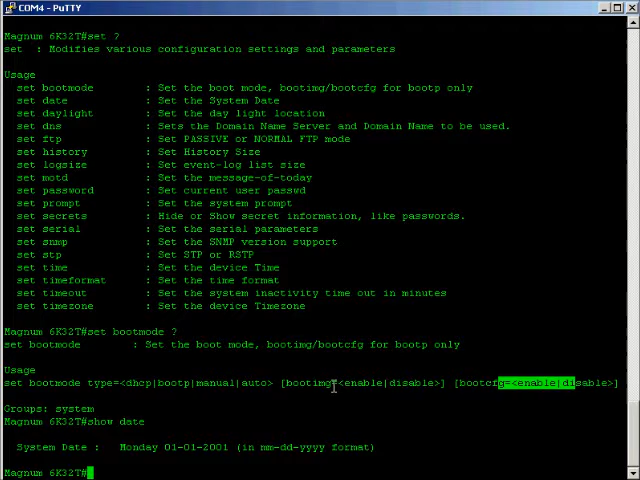 COM4 - PuTTY
Magnum 6K32T#set ?
set  : Modifies various configuration settings and parameters
Usage
set bootmode : Set the boot mode, bootimg/bootcfg for bootp only
set date : Set the System Date
set daylight : Set the day light location
set dns : Sets the Domain Name Server and Domain Name to be used.
set ftp : Set PASSIVE or NORMAL FTP mode
set history : Set History Size
set logsize : Set event-log list size
set motd : Set the message-of-today
set password : Set current user passwd
set prompt : Set the system prompt
set secrets : Hide or Show secret information, like passwords.
set serial : Set the serial parameters
set snmp : Set the SNMP version support
set stp : Set STP or RSTP
set time : Set the device Time
set timeformat : Set the time format
set timeout : Set the system inactivity time out in minutes
set timezone : Set the device Timezone
Magnum 6K32T#set bootmode ?
set bootmode : Set the boot mode, bootimg/bootcfg for bootp only
Usage
set bootmode type=<dhcp|bootp|manual|auto> [bootimg=<enable|disable>] [bootcfg=<enable|disable>]
Groups: system
Magnum 6K32T#show date
System Date : Monday 01-01-2001 (in mm-dd-yyyy format)
Magnum 6K32T#